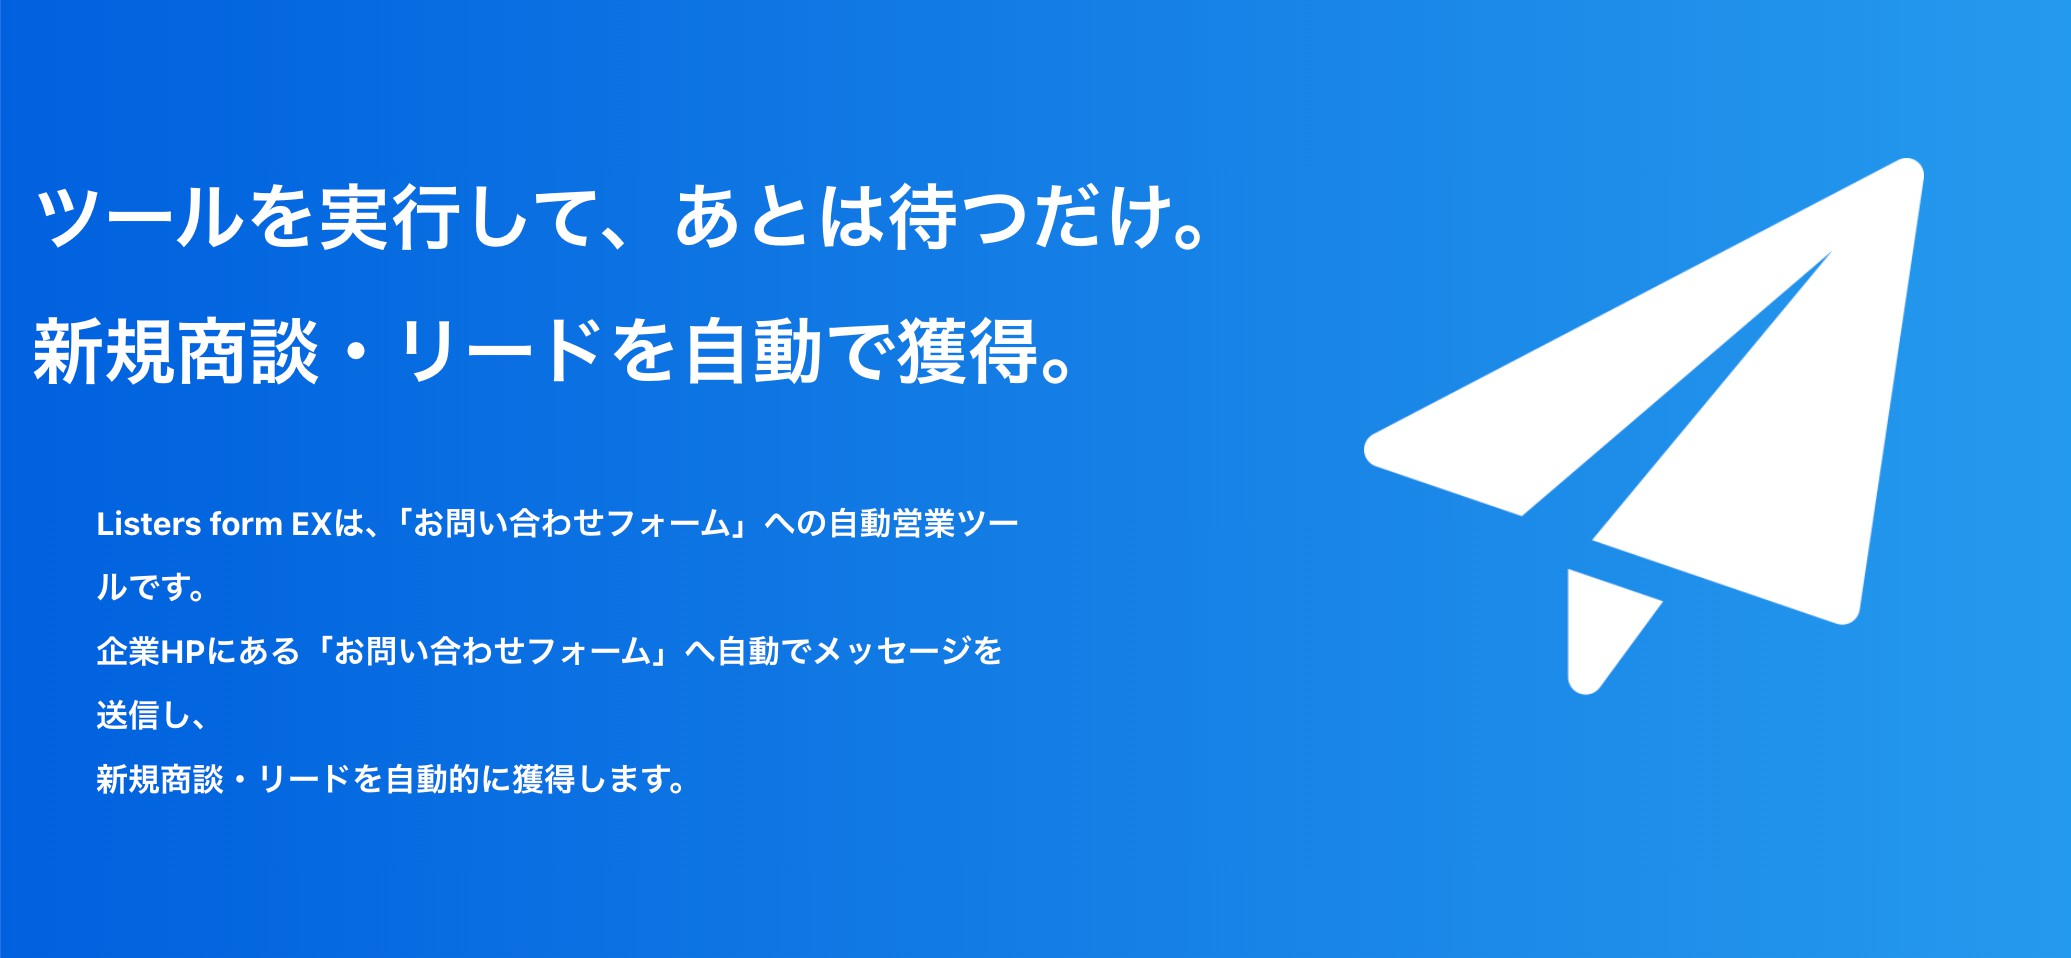 ツールを実行して、あとは待つだけ。
新規商談・リードを自動で獲得。
Listers form EXは、「お問い合わせフォーム」への自動営業ツー
ルです。
企業HPにある「お問い合わせフォーム」へ自動でメッセージを
送信し、
新規商談・リードを自動的に獲得します。